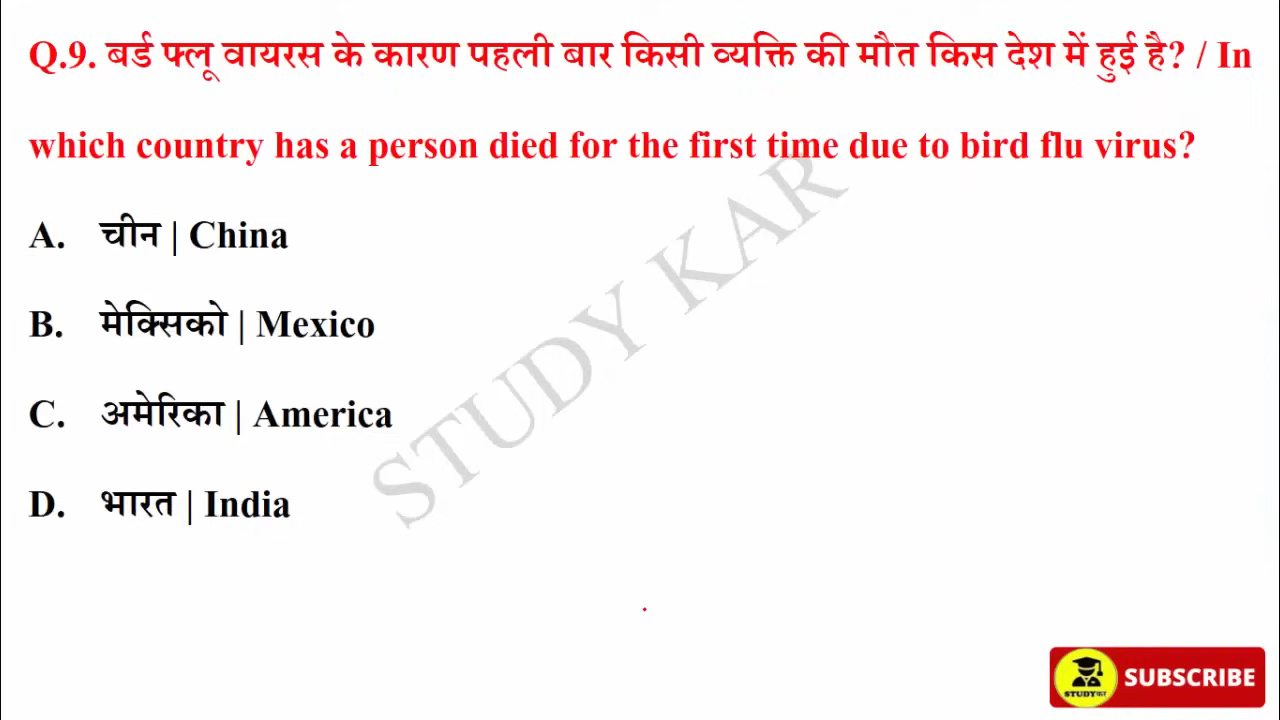 Q.9. बर्ड फ्लू वायरस के कारण पहली बार किसी व्यक्ति की मौत किस देश में हुई है? / In
which country has a person died for the first time due to bird flu virus?
A. चीन | China
B. मेक्सिको | Mexico
C. अमेरिका | America
D. भारत | India
STUDY KAR
STUDYकर
SUBSCRIBE